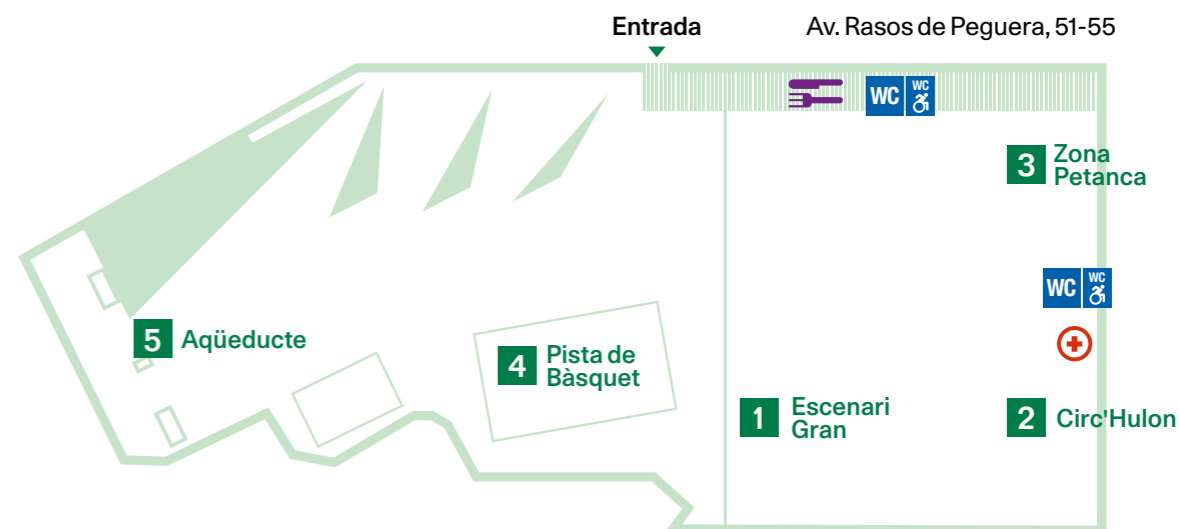 Entrada
Av. Rasos de Peguera, 51-55
WC
WC
3
Zona
Petanca
WC
WC
5
Aqüeducte
4
Pista de
Bàsquet
1
Escenari
Gran
2
Circ'Hulon